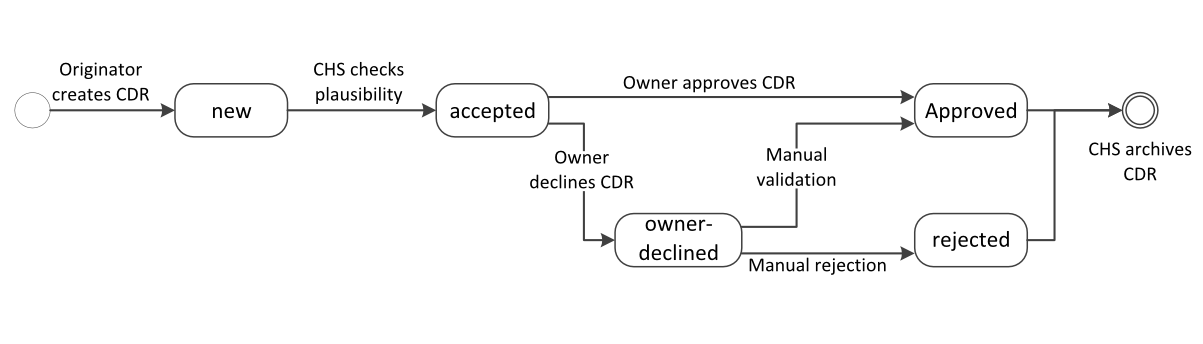 Originator
creates CDR
new
CHS checks
plausibility
accepted
Owner approves CDR
Owner
declines CDR
owner-
declined
Manual
validation
Manual rejection
Approved
rejected
CHS archives
CDR